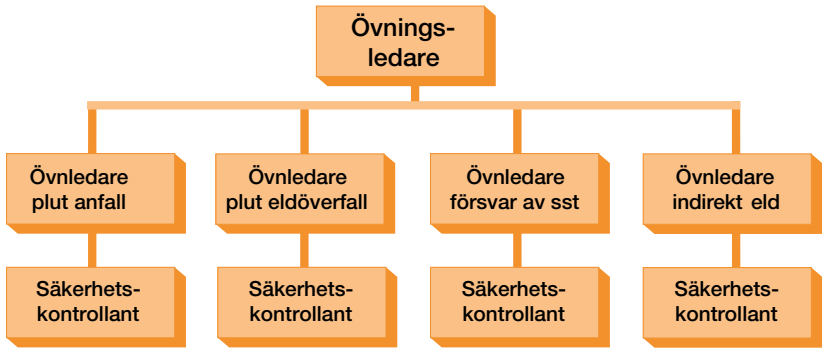 Övnings-
ledare
Övnledare
plut anfall
Övnledare
plut eldöverfall
Övnledare
försvar av sst
Övnledare
indirekt eld
Säkerhets-
kontrollant
Säkerhets-
kontrollant
Säkerhets-
kontrollant
Säkerhets-
kontrollant